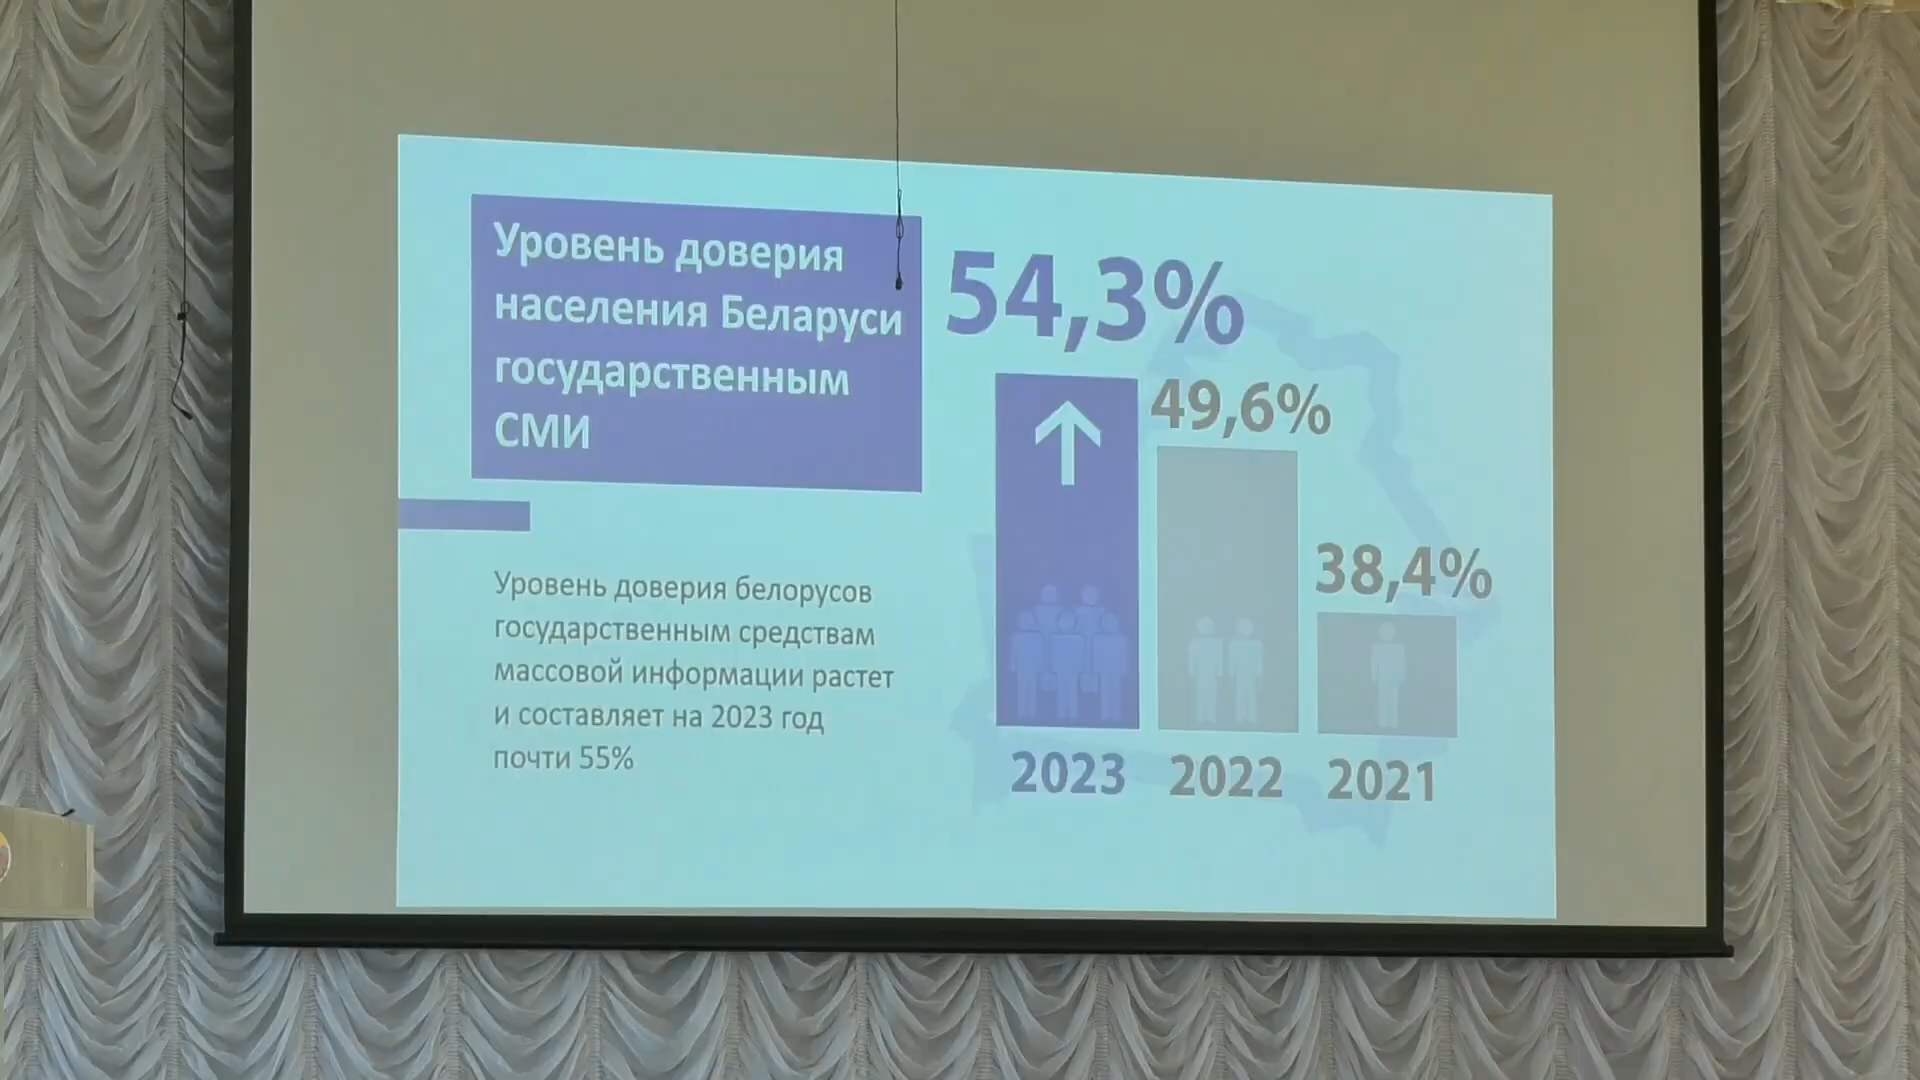 Уровень доверия
населения Беларуси
государственным
СМИ
54,3%
49,6%
38,4%
Уровень доверия белорусов
государственным средствам
массовой информации растет
и составляет на 2023 год
почти 55%
2023
2022
2021